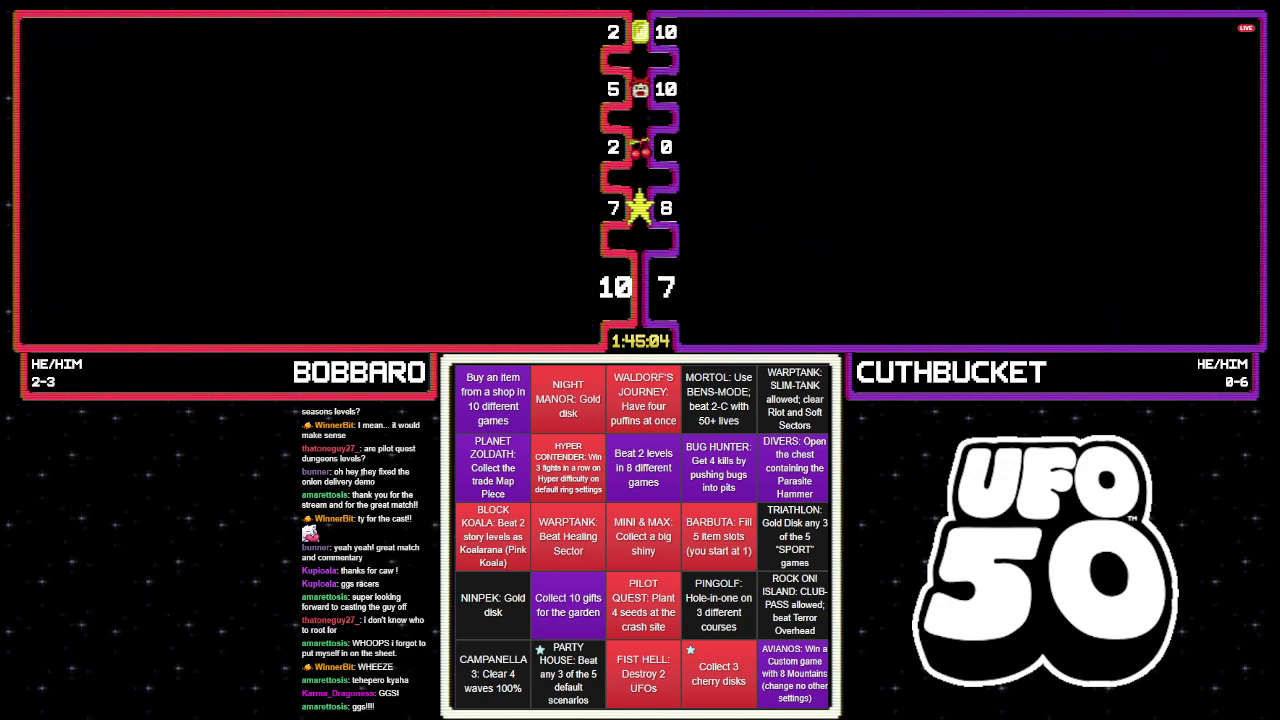 2 10
LIVE
5 10
2 0
7 8
10 7
1:45:04
HE/HIM
2-3
BOBBARO
CUTHBUCKET
HE/HIM
0-6
seasons levels?
WinnerBit: I mean... it would
make sense
thatoneguy27_: are pilot quest
dungeons levels?
bunner: oh hey they fixed the
onion delivery demo
amarettosis: thank you for the
stream and for the great match!!
WinnerBit: ty for the cast!!
bunner: yeah yeah! great match
and commentary
Kupioala: thanks for caw !
Kupioala: ggs racers
amarettosis: super looking
forward to casting the guy off
thatoneguy27_: i don't know who
to root for
amarettosis: WHOOPS i forgot to
put myself in on the sheet.
WinnerBit: WHEEZE
amarettosis: tehepero kyaha
Karma_Dragoness: GGS!
amarettosis: ggs!!!!
Buy an item
from a shop in
10 different
games
NIGHT
MANOR: Gold
disk
WALDORF'S
JOURNEY:
Have four
puffins at once
MORTOL: Use
BENS-MODE;
beat 2-C with
50+ lives
WARPTANK:
SLIM-TANK
allowed; clear
Riot and Soft
Sectors
PLANET
ZOLDATH:
Collect the
trade Map
Piece
HYPER
CONTENDER: Win
3 fights in a row on
Hyper difficulty on
default ring settings
Beat 2 levels
in 8 different
games
BUG HUNTER:
Get 4 kills by
pushing bugs
into pits
DIVERS: Open
the chest
containing the
Parasite
Hammer
BLOCK
KOALA: Beat 2
story levels as
Koalarana (Pink
Koala)
WARPTANK:
Beat Healing
Sector
MINI & MAX:
Collect a big
shiny
BARBUTA: Fill
5 item slots
(you start at 1)
TRIATHLON:
Gold Disk any 3
of the 5
"SPORT"
games
NINPEK: Gold
disk
Collect 10 gifts
for the garden
PILOT
QUEST: Plant
4 seeds at the
crash site
PINGOLF:
Hole-in-one on
3 different
courses
ROCK ON!
ISLAND: CLUB-
PASS allowed;
beat Terror
Overhead
CAMPANELLA
3: Clear 4
waves 100%
PARTY
HOUSE: Beat
any 3 of the 5
default
scenarios
FIST HELL:
Destroy 2
UFOs
Collect 3
cherry disks
AVIANOS: Win a
Custom game
with 8 Mountains
(change no other
settings)
UFO
50
TM